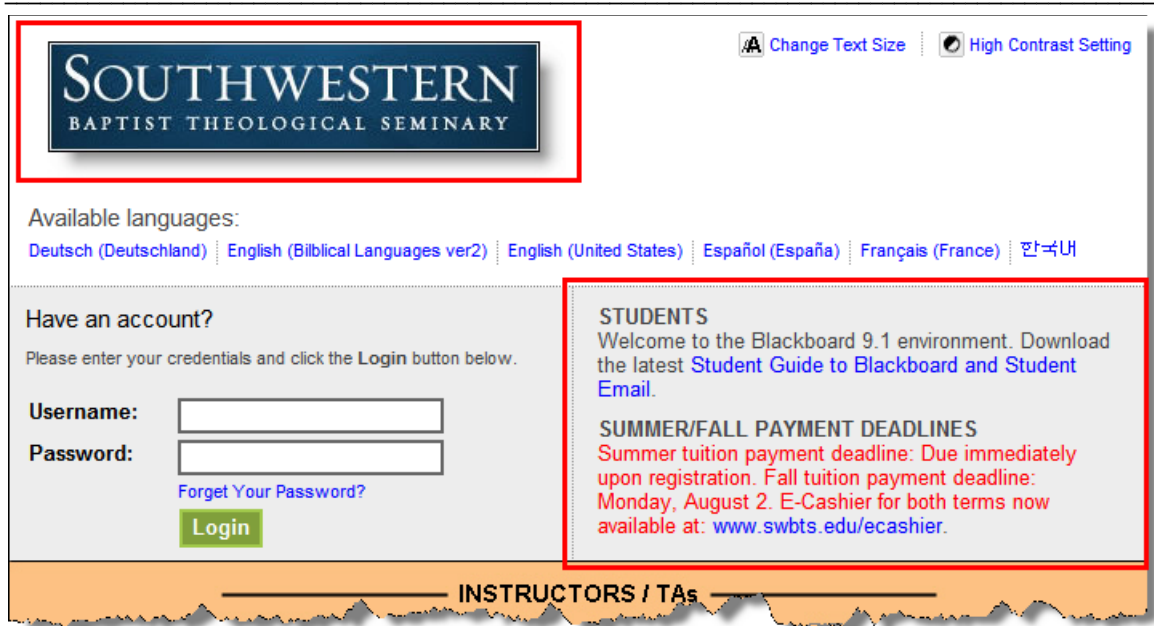 SOUTHWESTERN
BAPTIST THEOLOGICAL SEMINARY
Change Text Size High Contrast Setting
Available languages:
Deutsch (Deutschland) English (Bilblical Languages ver2) English (United States) Español (España) Français (France) 한국어
Have an account?
Please enter your credentials and click the Login button below.
Username:
Password:
Forget Your Password?
Login
STUDENTS
Welcome to the Blackboard 9.1 environment. Download
the latest Student Guide to Blackboard and Student
Email.
SUMMER/FALL PAYMENT DEADLINES
Summer tuition payment deadline: Due immediately
upon registration. Fall tuition payment deadline:
Monday, August 2. E-Cashier for both terms now
available at: www.swbts.edu/ecashier.
INSTRUCTORS / TAs